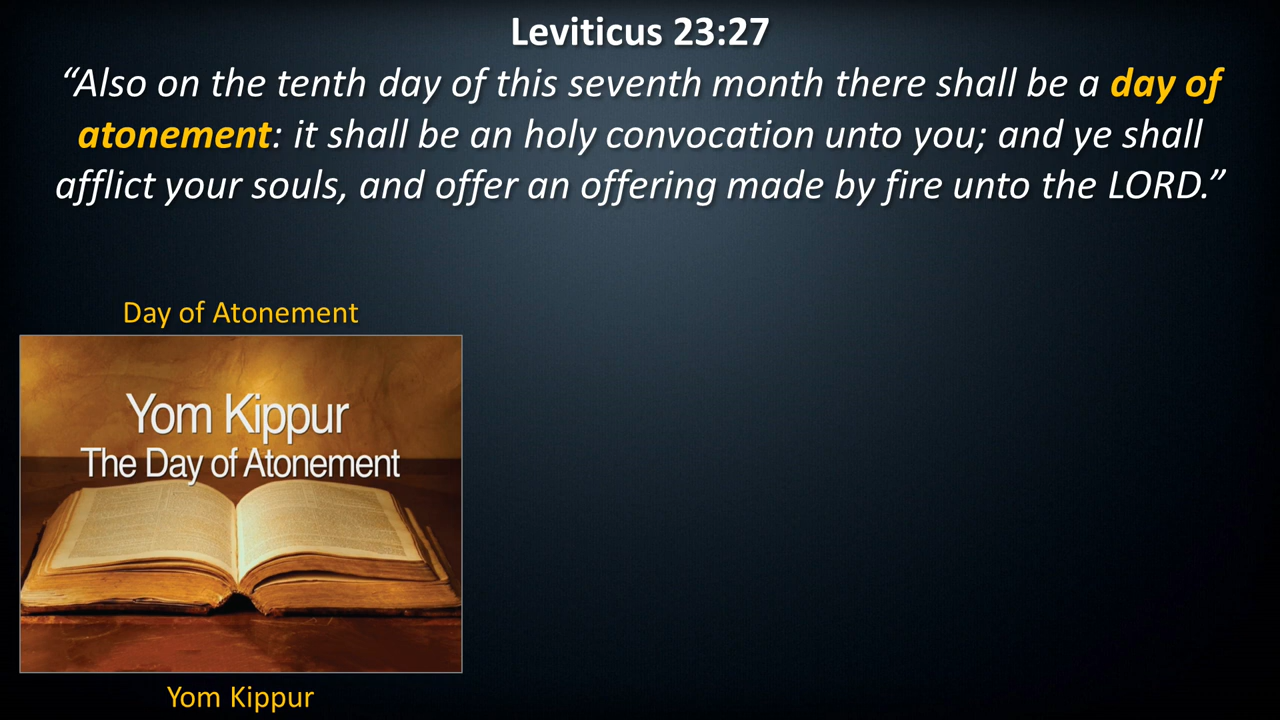 Leviticus 23:27
“Also on the tenth day of this seventh month there shall be a day of
atonement: it shall be an holy convocation unto you; and ye shall
afflict your souls, and offer an offering made by fire unto the LORD.”
Day of Atonement
Yom Kippur
The Day of Atonement
Yom Kippur